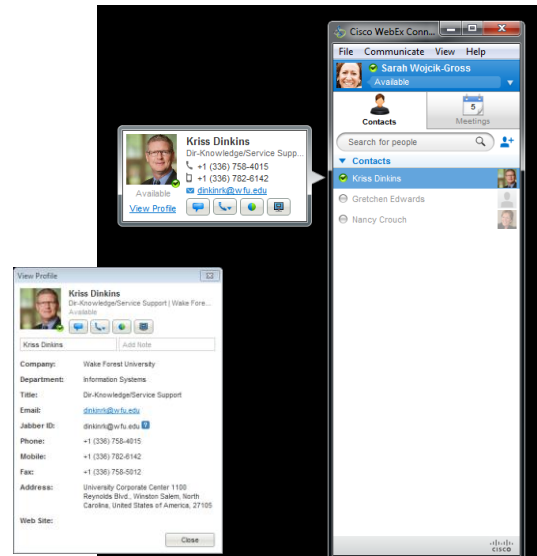 Cisco WebEx Conn...
File Communicate View Help
Sarah Wojcik-Gross
Available
5
Contacts
Meetings
Search for people
Contacts
Kriss Dinkins
Gretchen Edwards
Nancy Crouch
CISCO
Kriss Dinkins
Dir-Knowledge/Service Supp...
+1 (336) 758-4015
+1 (336) 782-6142
dinkinrk@wfu.edu
Available
View Profile
View Profile
Kriss Dinkins
Dir-Knowledge/Service Support | Wake Fore...
Available
Kriss Dinkins Add Note
Company: Wake Forest University
Department: Information Systems
Title: Dir-Knowledge/Service Support
Email: dinkinrk@wfu.edu
Jabber ID: dinkinrk@wfu.edu ?
Phone: +1 (336) 758-4015
Mobile: +1 (336) 782-6142
Fax: +1 (336) 758-5012
Address: University Corporate Center 1100
Reynolds Blvd., Winston Salem, North
Carolina, United States of America, 27105
Web Site:
Close